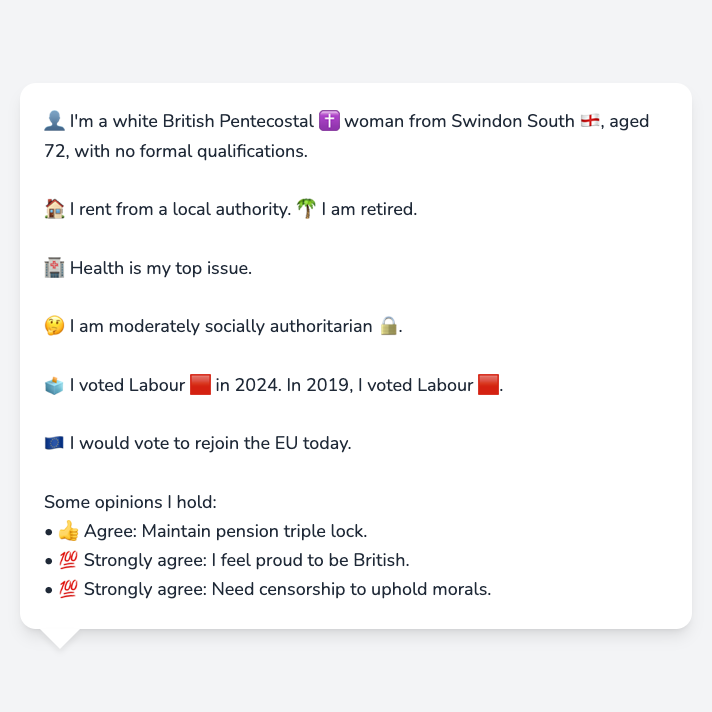 👤 I'm a white British Pentecostal ✝️ woman from Swindon South 🏴󠁧󠁢󠁥󠁮󠁧󠁿, aged
72, with no formal qualifications.
🏠 I rent from a local authority. 🌴 I am retired.
🏥 Health is my top issue.
🤔 I am moderately socially authoritarian 🔒.
🗳️ I voted Labour 🟥 in 2024. In 2019, I voted Labour 🟥.
🇪🇺 I would vote to rejoin the EU today.
Some opinions I hold:
• 👍 Agree: Maintain pension triple lock.
• 💯 Strongly agree: I feel proud to be British.
• 💯 Strongly agree: Need censorship to uphold morals.